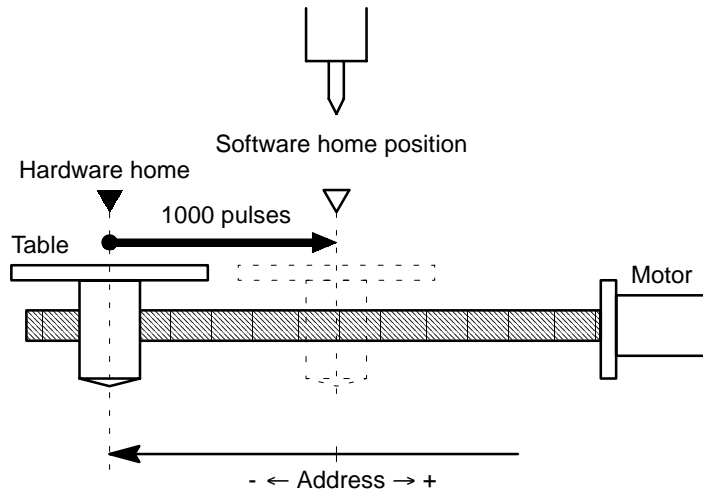 Software home position
Hardware home
1000 pulses
Table
Motor
- ← Address → +